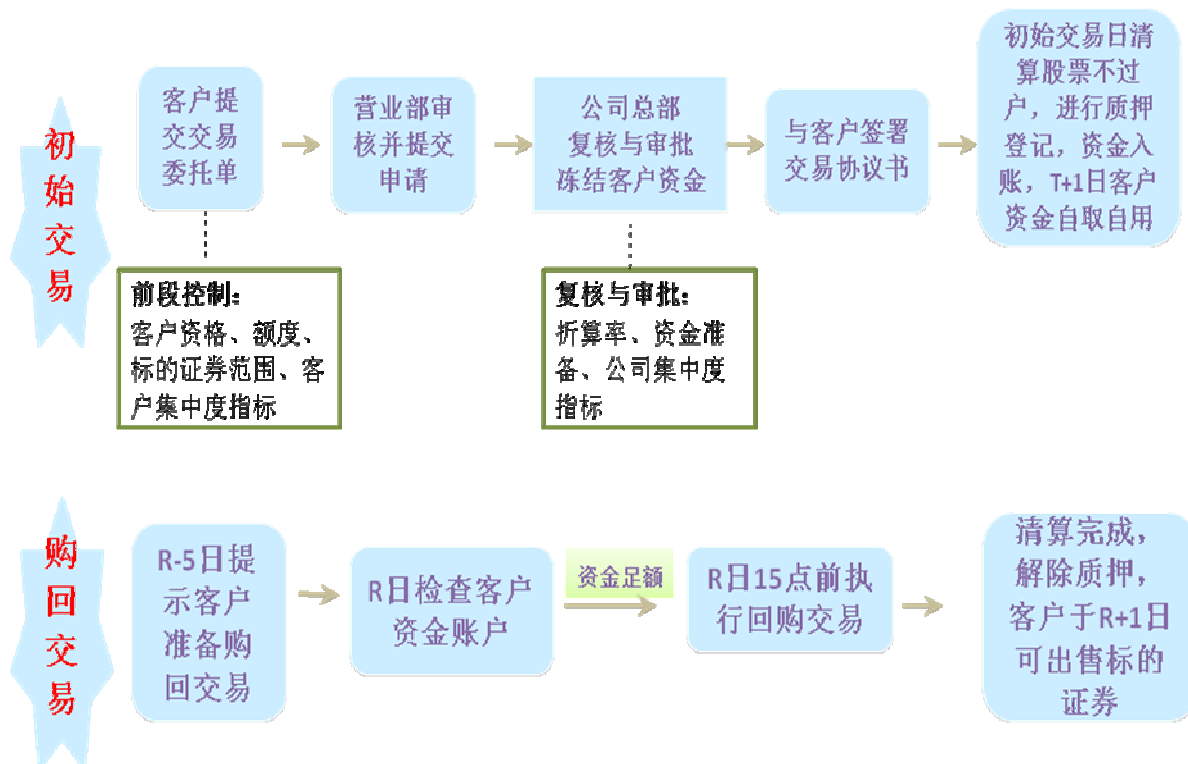 初始交易
客户提
交交易
委托单
营业部审
核并提交
申请
公司总部
复核与审批
冻结客户资金
与客户签署
交易协议书
初始交易日清
算股票不过
户，进行质押
登记，资金入
账，T+1日客户
资金自取自用
前段控制：
客户资格、额度、
标的证券范围、客
户集中度指标
复核与审批：
折算率、资金准
备、公司集中度
指标
购回交易
R-5日提
示客户
准备购
回交易
R日检查客户
资金账户
资金足额
R日15点前执
行回购交易
清算完成，
解除质押，
客户于R+1日
可出售标的
证券